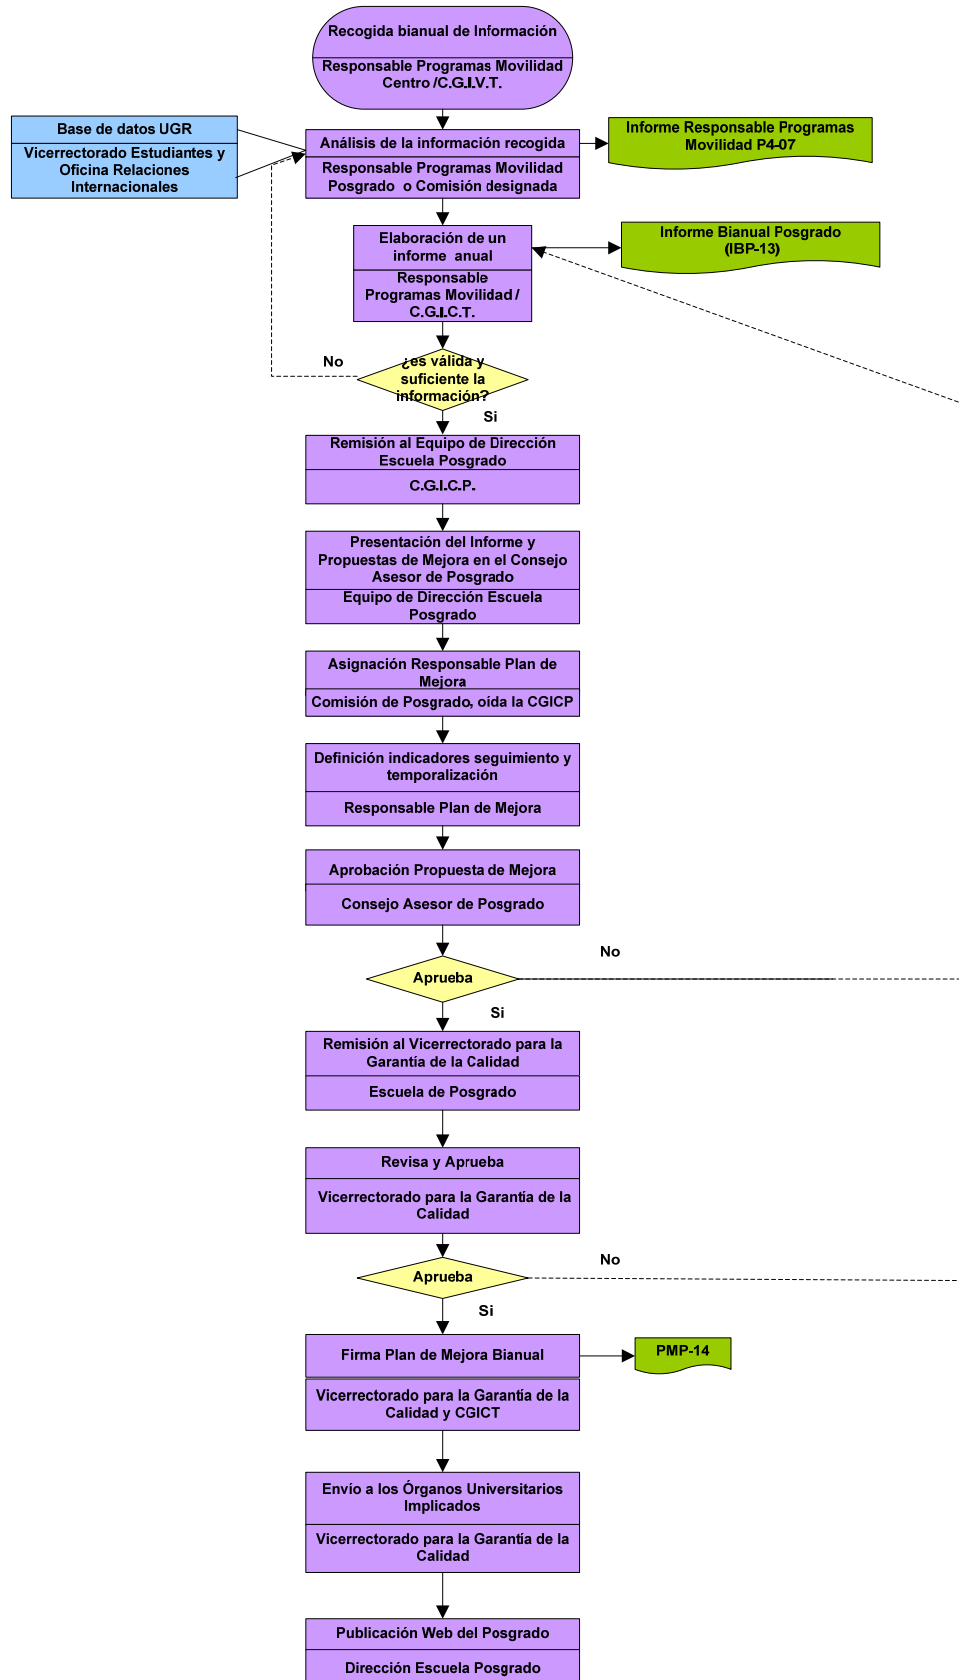 Recogida bianual de Información
Responsable Programas Movilidad
Centro /C.G.I.V.T.
Base de datos UGR
Vicerrectorado Estudiantes y
Oficina Relaciones
Internacionales
Análisis de la información recogida
Responsable Programas Movilidad
Posgrado o Comisión designada
Informe Responsable Programas
Movilidad P4-07
Elaboración de un
informe anual
Responsable
Programas Movilidad /
C.G.I.C.T.
Informe Bianual Posgrado
(IBP-13)
No
¿es válida y
suficiente la
información?
Si
Remisión al Equipo de Dirección
Escuela Posgrado
C.G.I.C.P.
Presentación del Informe y
Propuestas de Mejora en el Consejo
Asesor de Posgrado
Equipo de Dirección Escuela
Posgrado
Asignación Responsable Plan de
Mejora
Comisión de Posgrado, oída la CGICP
Definición indicadores seguimiento y
temporalización
Responsable Plan de Mejora
Aprobación Propuesta de Mejora
Consejo Asesor de Posgrado
No
Aprueba
Si
Remisión al Vicerrectorado para la
Garantía de la Calidad
Escuela de Posgrado
Revisa y Aprueba
Vicerrectorado para la Garantía de la
Calidad
No
Aprueba
Si
Firma Plan de Mejora Bianual
Vicerrectorado para la Garantía de la
Calidad y CGICT
PMP-14
Envío a los Órganos Universitarios
Implicados
Vicerrectorado para la Garantía de la
Calidad
Publicación Web del Posgrado
Dirección Escuela Posgrado